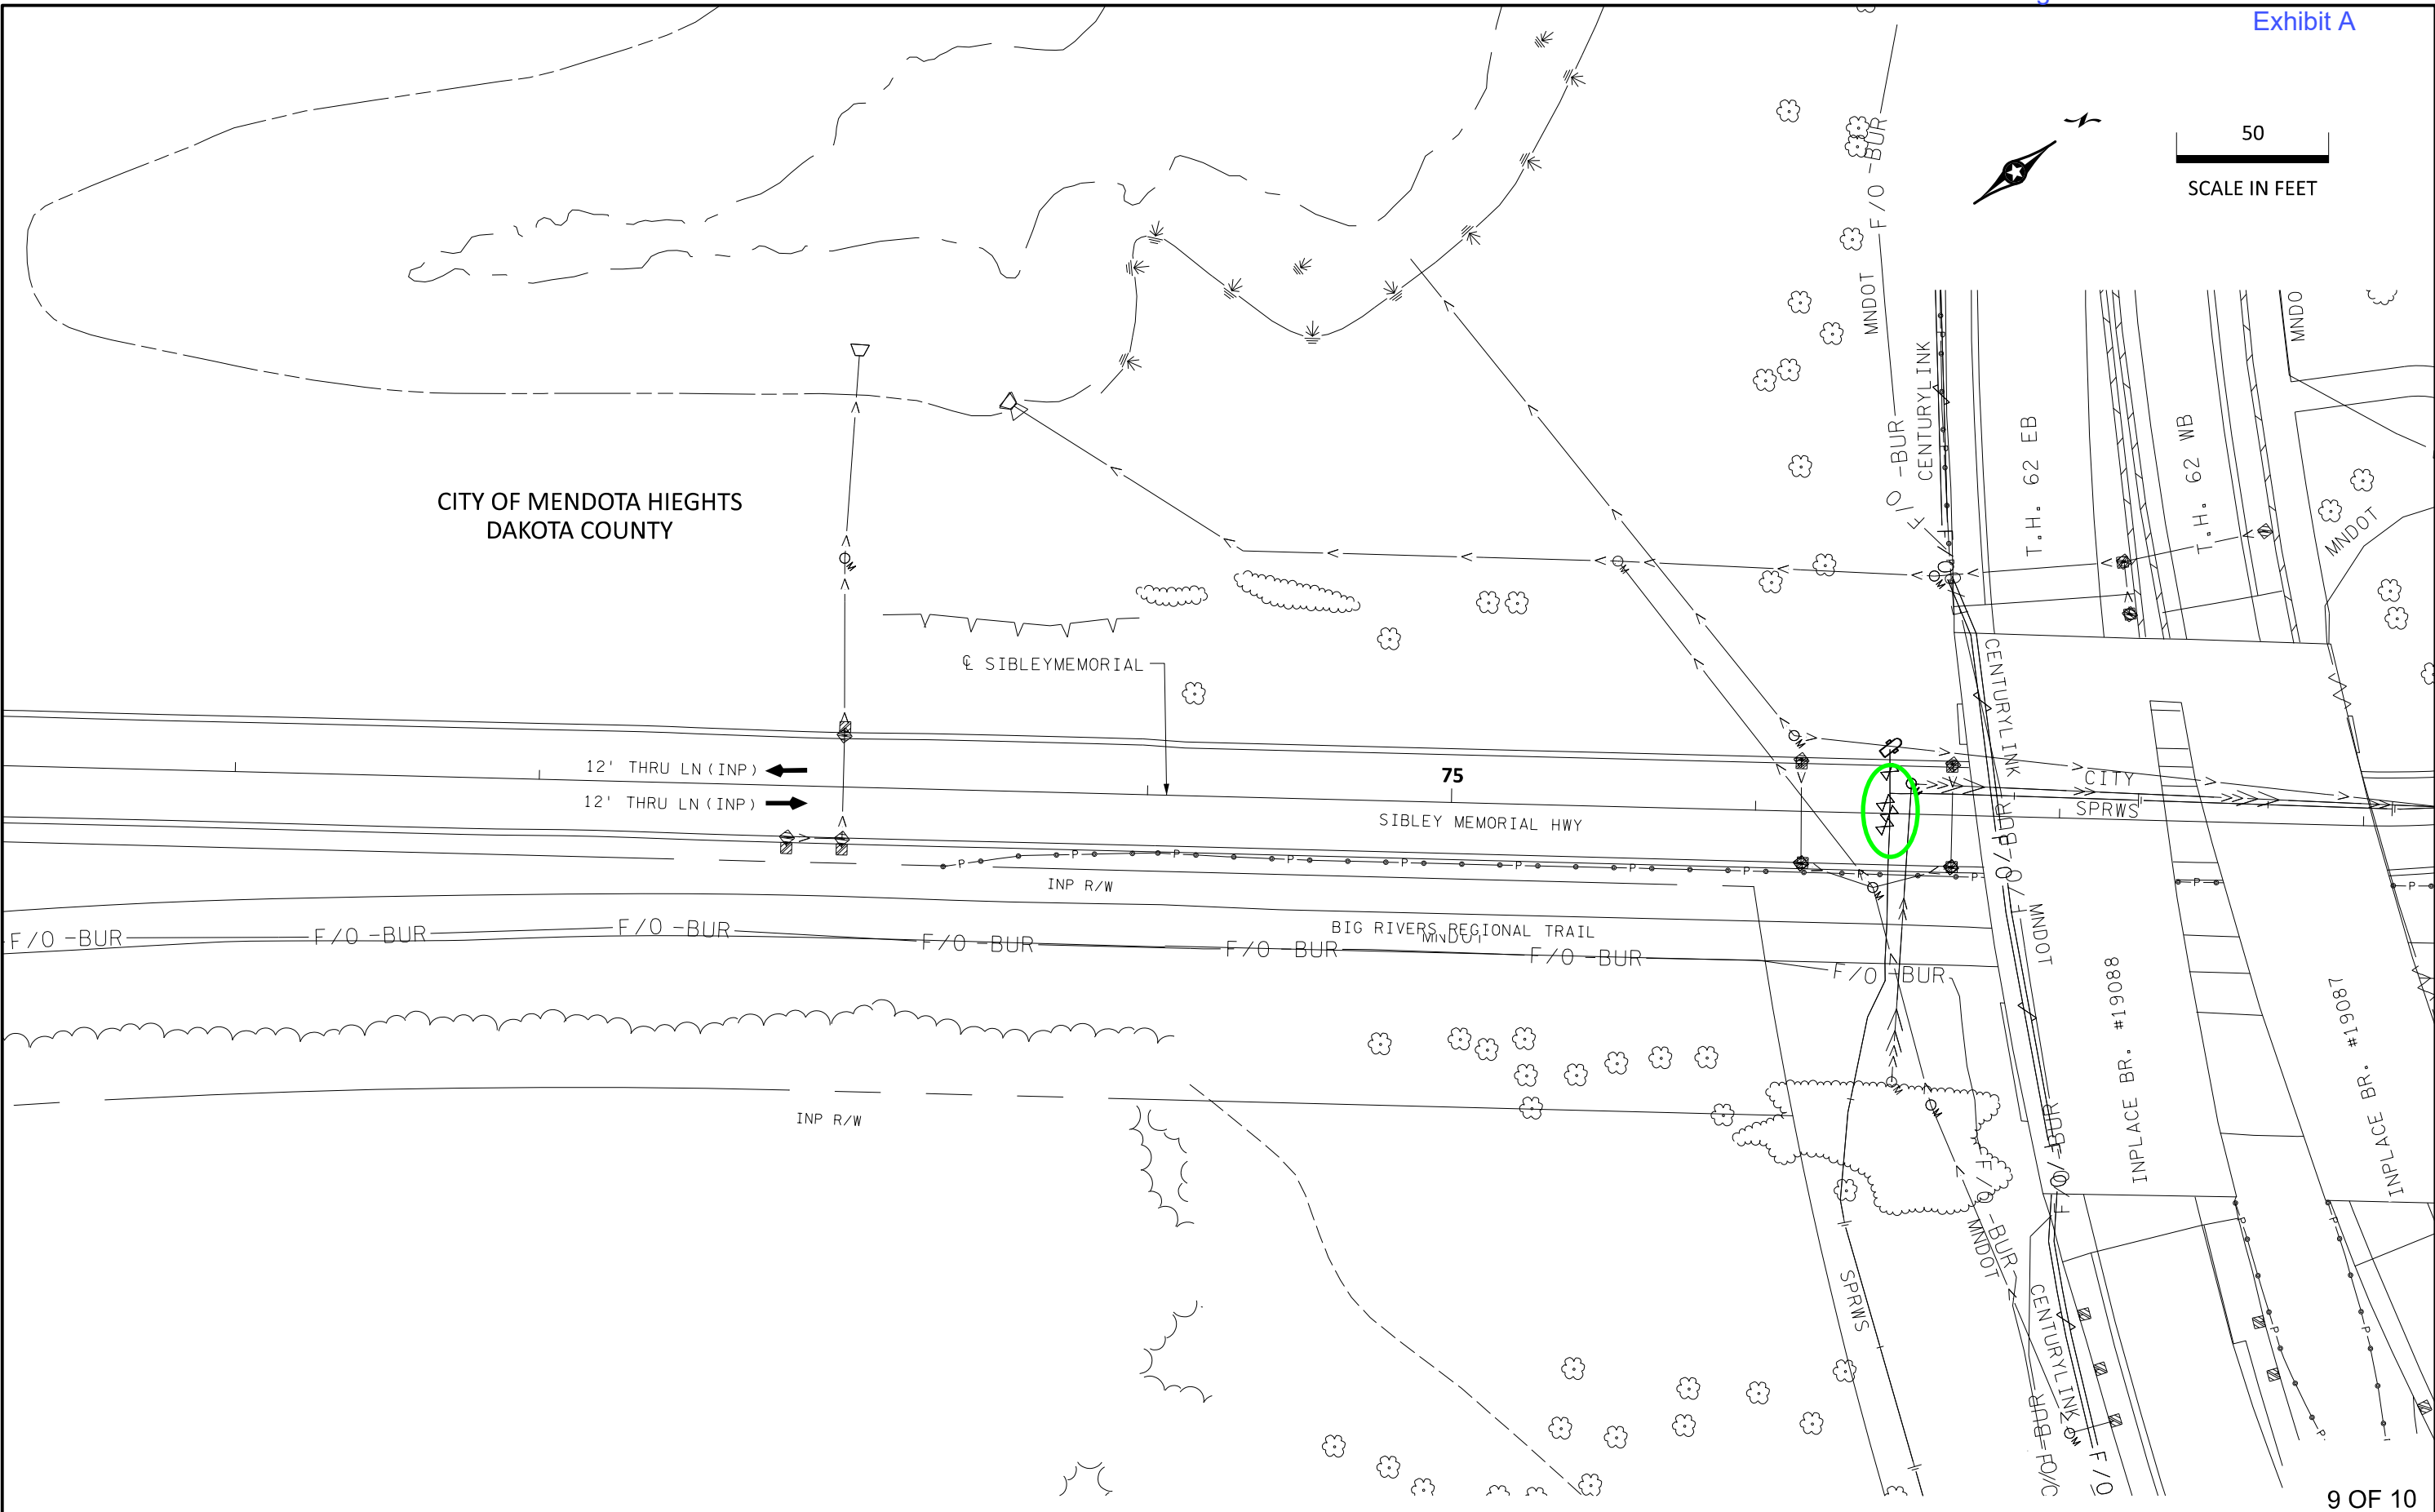 Exhibit A
50
SCALE IN FEET
CITY OF MENDOTA HIEGHTS
DAKOTA COUNTY
MNDOT
F/O -BUR
F/O -BUR
CENTURYLINK
T.H. 62 EB
T.H. 62 WB
MNDO
MNDOT
℄ SIBLEYMEMORIAL
12' THRU LN (INP)
12' THRU LN (INP)
75
SIBLEY MEMORIAL HWY
CENTURYLINK
CITY
SPRWS
INP R/W
BIG RIVERS REGIONAL TRAIL
MNDOT
F/O -BUR
F/O -BUR
F/O -BUR
F/O -BUR
F/O -BUR
F/O -BUR
F/O -BUR
MNDOT
INPLACE BR. #19088
INPLACE BR. #19087
INP R/W
F/O -BUR
MNDOT
SPRWS
CENTURYLINK
F/O
9 OF 10